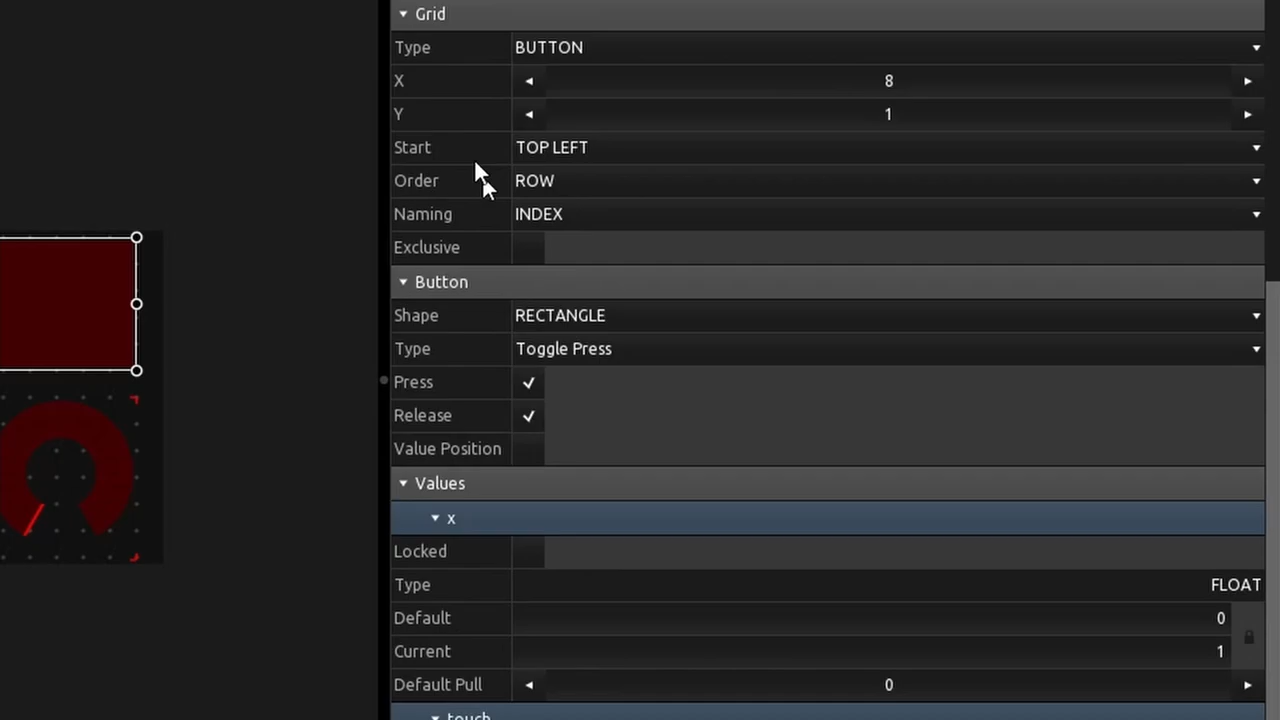 Grid
Type BUTTON
X 8
Y 1
Start TOP LEFT
Order ROW
Naming INDEX
Exclusive
Button
Shape RECTANGLE
Type Toggle Press
Press
Release
Value Position
Values
x
Locked
Type FLOAT
Default 0
Current 1
Default Pull 0
touch